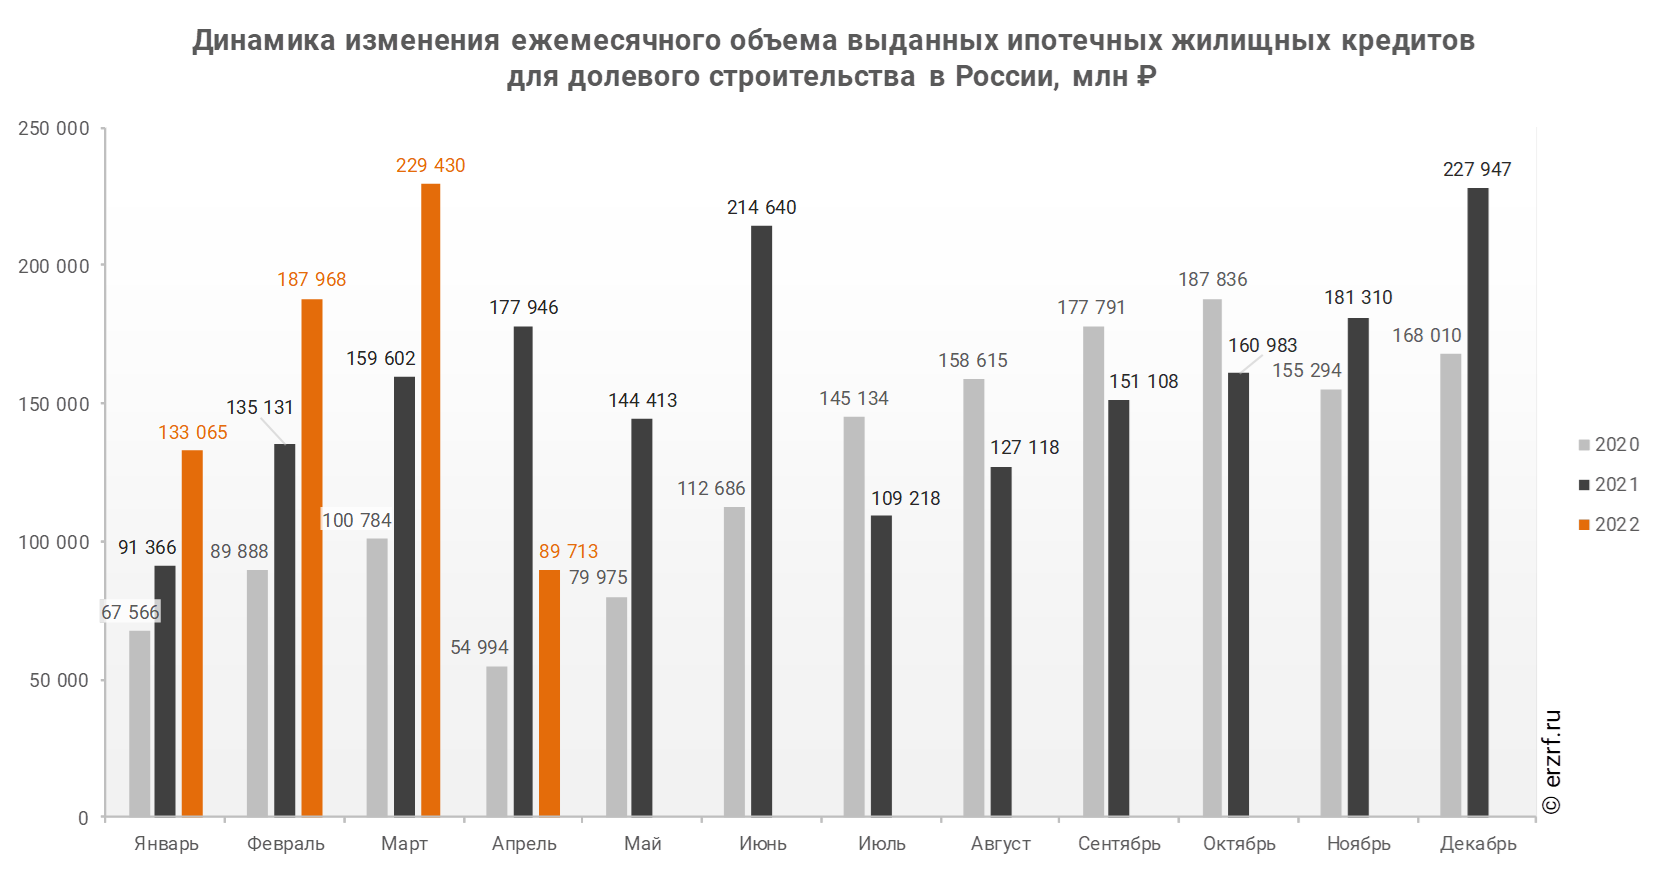 Динамика изменения ежемесячного объема выданных ипотечных жилищных кредитов
для долевого строительства в России, млн ₽
250 000
200 000
150 000
100 000
50 000
0
67 566
91 366
133 065
89 888
135 131
187 968
100 784
159 602
229 430
54 994
177 946
89 713
79 975
144 413
112 686
214 640
145 134
109 218
158 615
127 118
177 791
151 108
187 836
160 983
155 294
181 310
168 010
227 947
Январь
Февраль
Март
Апрель
Май
Июнь
Июль
Август
Сентябрь
Октябрь
Ноябрь
Декабрь
2020
2021
2022
© erzrf.ru